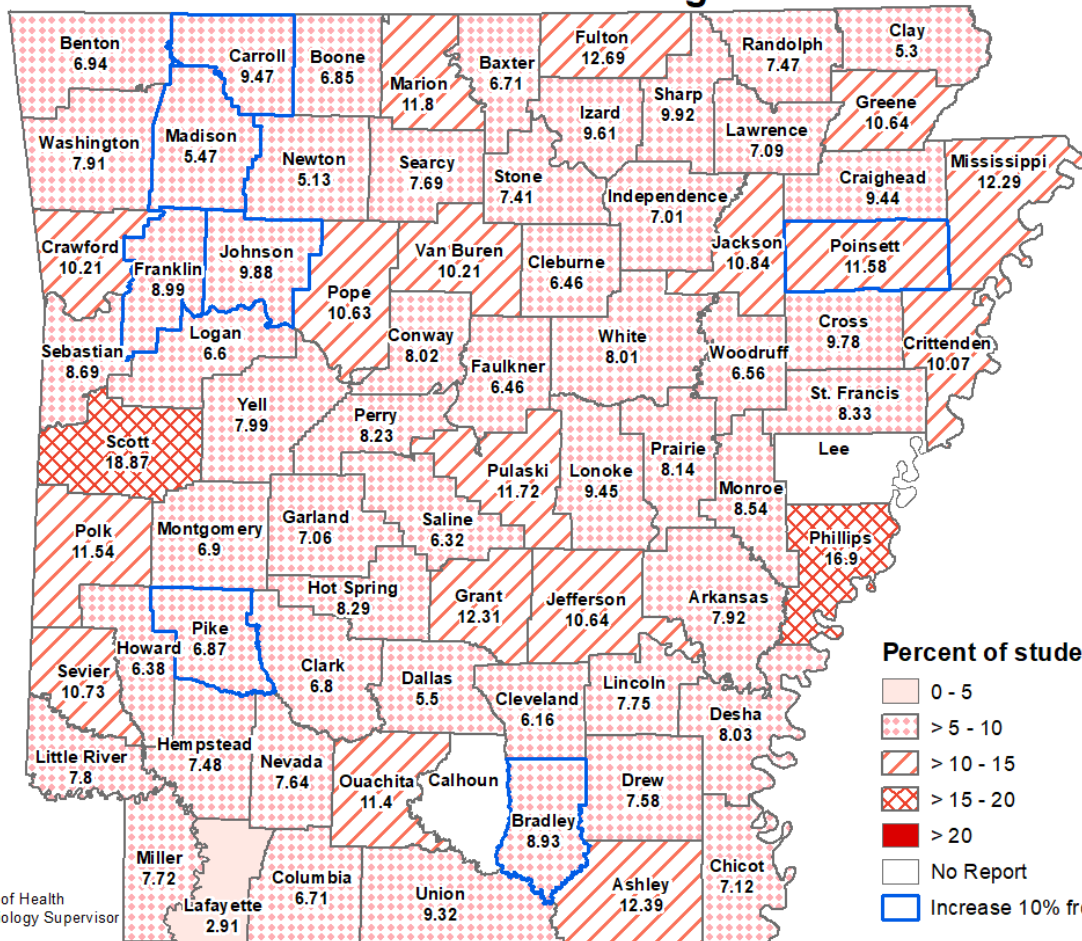 Benton
6.94
Carroll
9.47
Boone
6.85
Marion
11.8
Baxter
6.71
Fulton
12.69
Randolph
7.47
Clay
5.3
Izard
9.61
Sharp
9.92
Greene
10.64
Lawrence
7.09
Washington
7.91
Madison
5.47
Newton
5.13
Searcy
7.69
Stone
7.41
Independence
7.01
Craighead
9.44
Mississippi
12.29
Crawford
10.21
Franklin
8.99
Johnson
9.88
Pope
10.63
Van Buren
10.21
Cleburne
6.46
Jackson
10.84
Poinsett
11.58
Sebastian
8.69
Logan
6.6
Conway
8.02
Faulkner
6.46
White
8.01
Woodruff
6.56
Cross
9.78
Crittenden
10.07
St. Francis
8.33
Scott
18.87
Yell
7.99
Perry
8.23
Pulaski
11.72
Lonoke
9.45
Prairie
8.14
Monroe
8.54
Lee
Phillips
16.9
Polk
11.54
Montgomery
6.9
Garland
7.06
Saline
6.32
Hot Spring
8.29
Grant
12.31
Jefferson
10.64
Arkansas
7.92
Sevier
10.73
Howard
6.38
Pike
6.87
Clark
6.8
Dallas
5.5
Cleveland
6.16
Lincoln
7.75
Desha
8.03
Little River
7.8
Hempstead
7.48
Nevada
7.64
Ouachita
11.4
Calhoun
Bradley
8.93
Drew
7.58
Miller
7.72
Lafayette
2.91
Columbia
6.71
Union
9.32
Ashley
12.39
Chicot
7.12
Percent of stude
0 - 5
> 5 - 10
> 10 - 15
> 15 - 20
> 20
No Report
Increase 10% fr
of Health
ology Supervisor